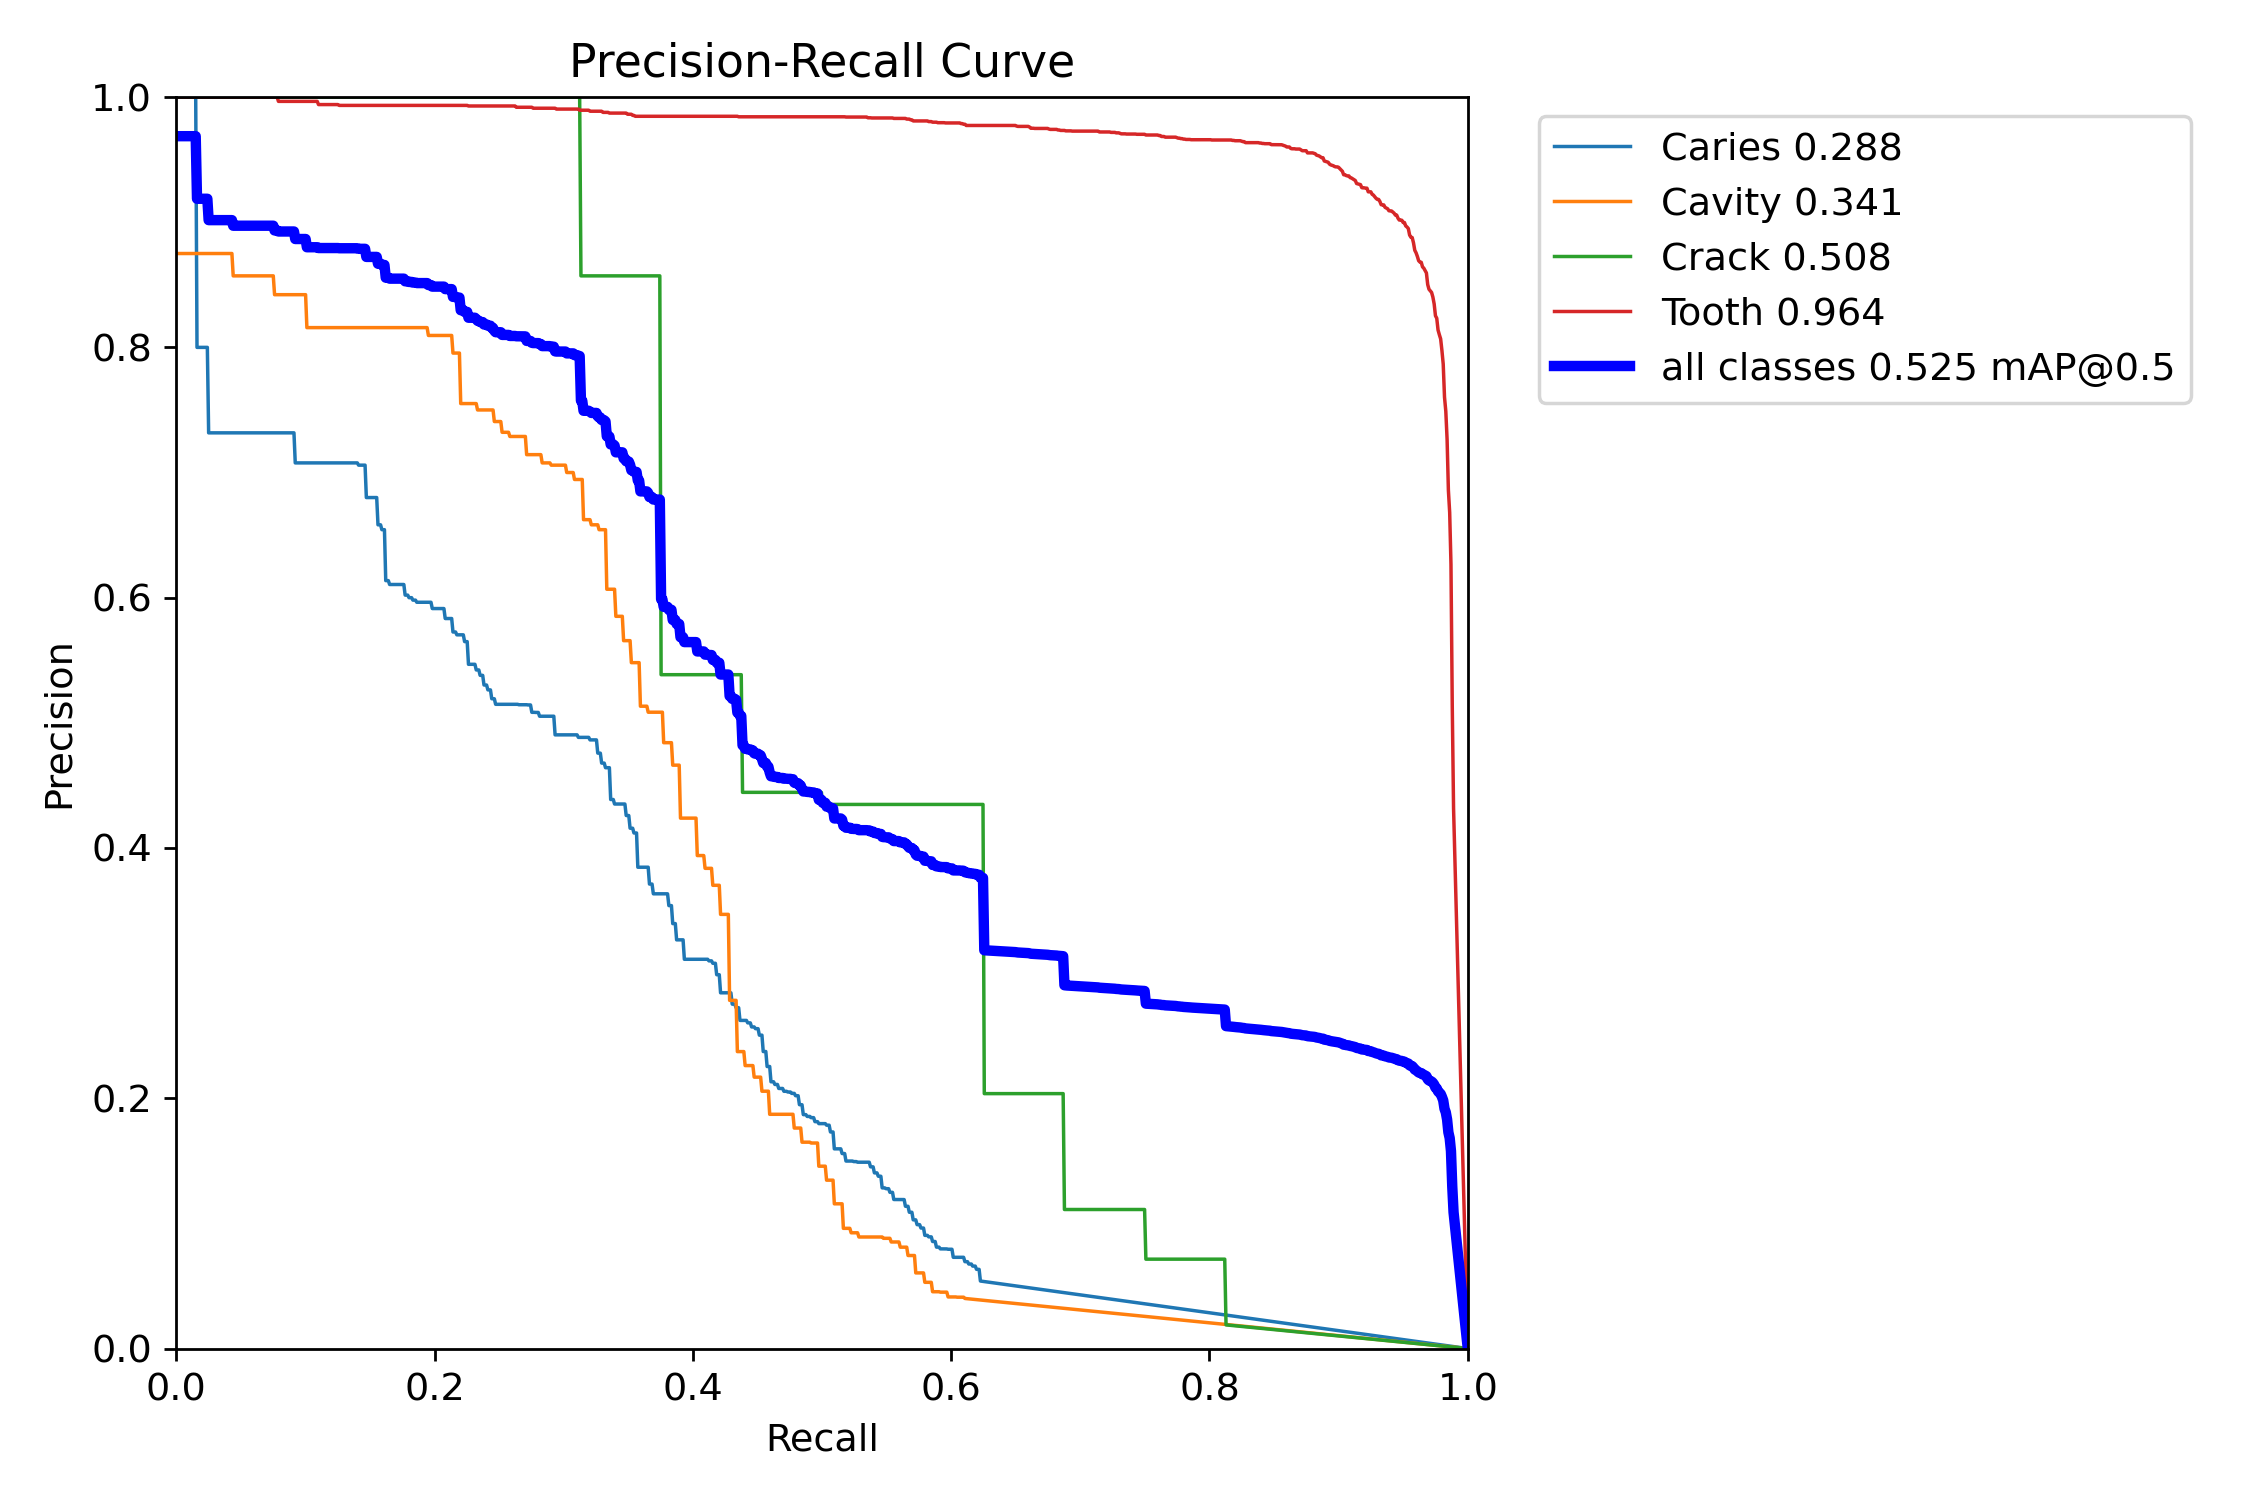 Precision-Recall Curve
1.0
0.8
0.6
0.4
0.2
0.0
Precision
0.0 0.2 0.4 0.6 0.8 1.0
Recall
Caries 0.288
Cavity 0.341
Crack 0.508
Tooth 0.964
all classes 0.525 mAP@0.5